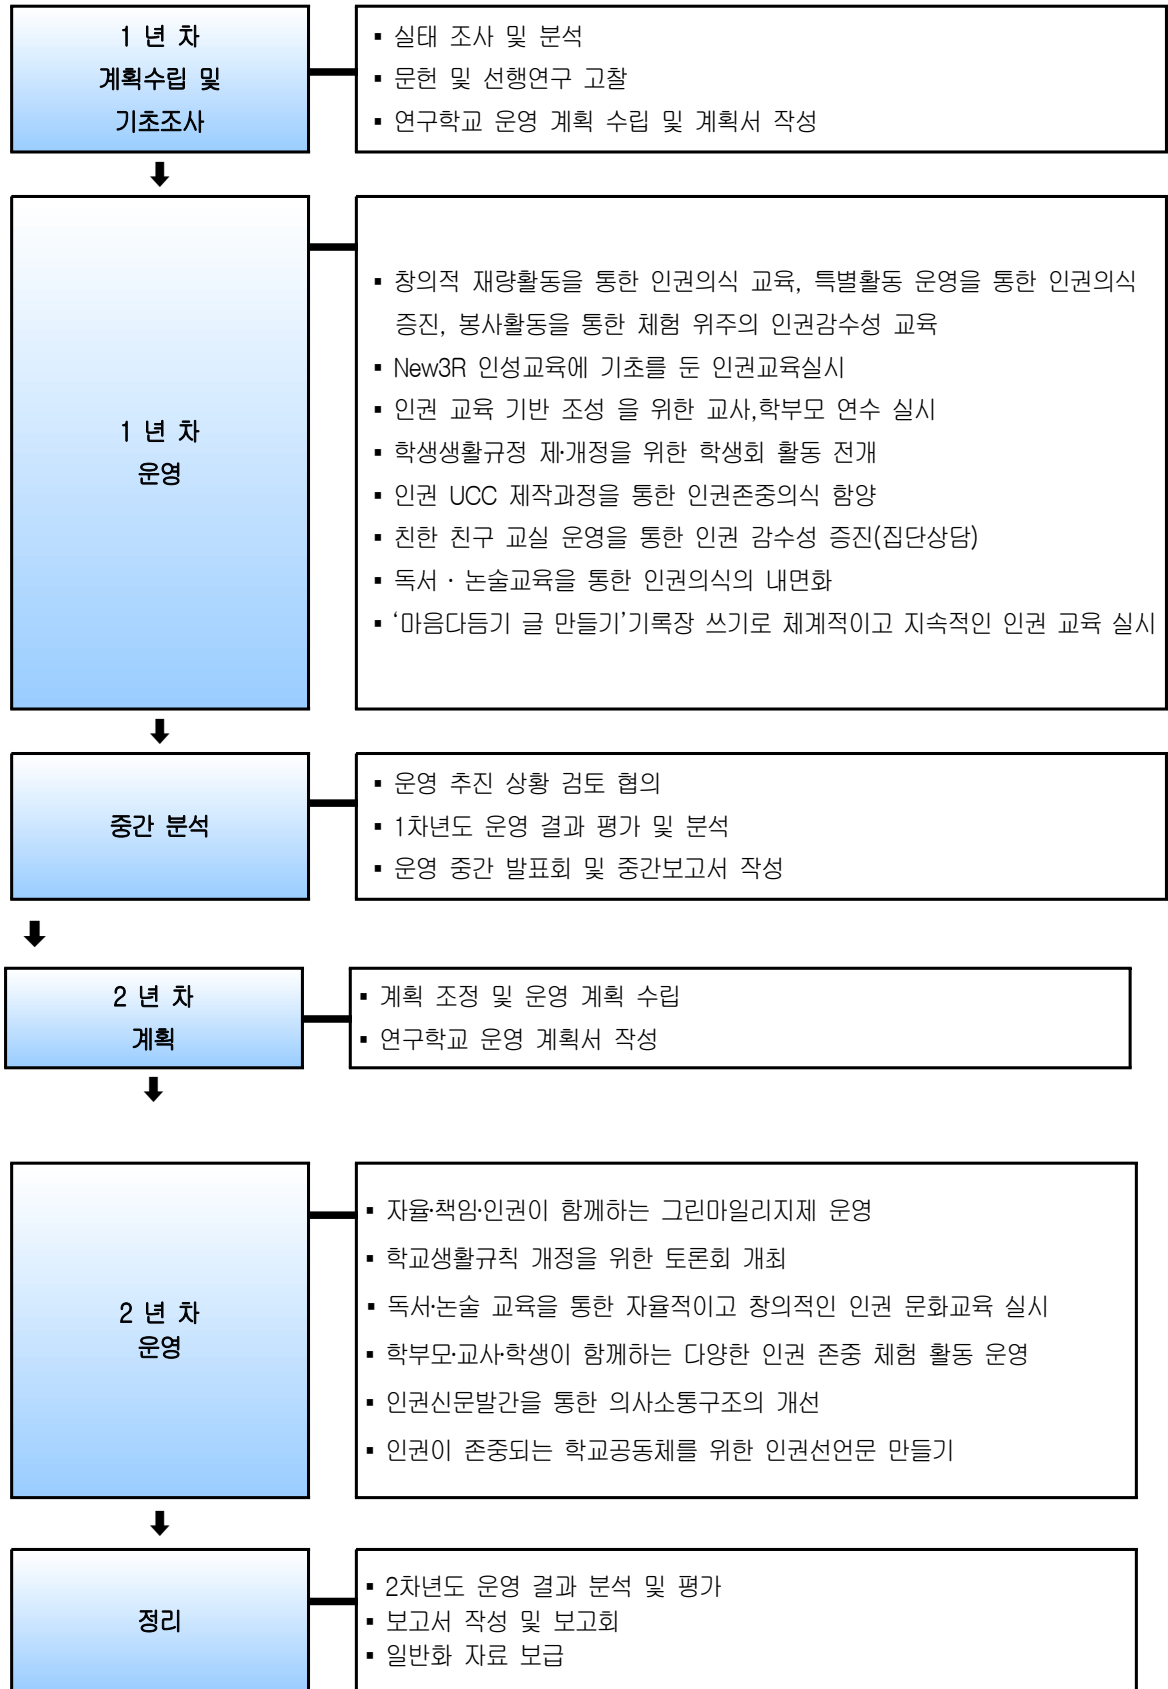 1 년 차
계획수립 및
기초조사
▪ 실태 조사 및 분석
▪ 문헌 및 선행연구 고찰
▪ 연구학교 운영 계획 수립 및 계획서 작성
1 년 차
운영
▪ 창의적 재량활동을 통한 인권의식 교육, 특별활동 운영을 통한 인권의식
증진, 봉사활동을 통한 체험 위주의 인권감수성 교육
▪ New3R 인성교육에 기초를 둔 인권교육실시
▪ 인권 교육 기반 조성 을 위한 교사,학부모 연수 실시
▪ 학생생활규정 제·개정을 위한 학생회 활동 전개
▪ 인권 UCC 제작과정을 통한 인권존중의식 함양
▪ 친한 친구 교실 운영을 통한 인권 감수성 증진(집단상담)
▪ 독서 · 논술교육을 통한 인권의식의 내면화
▪ ‘마음다듬기 글 만들기’기록장 쓰기로 체계적이고 지속적인 인권 교육 실시
중간 분석
▪ 운영 추진 상황 검토 협의
▪ 1차년도 운영 결과 평가 및 분석
▪ 운영 중간 발표회 및 중간보고서 작성
2 년 차
계획
▪ 계획 조정 및 운영 계획 수립
▪ 연구학교 운영 계획서 작성
2 년 차
운영
▪ 자율·책임·인권이 함께하는 그린마일리지제 운영
▪ 학교생활규칙 개정을 위한 토론회 개최
▪ 독서·논술 교육을 통한 자율적이고 창의적인 인권 문화교육 실시
▪ 학부모·교사·학생이 함께하는 다양한 인권 존중 체험 활동 운영
▪ 인권신문발간을 통한 의사소통구조의 개선
▪ 인권이 존중되는 학교공동체를 위한 인권선언문 만들기
정리
▪ 2차년도 운영 결과 분석 및 평가
▪ 보고서 작성 및 보고회
▪ 일반화 자료 보급